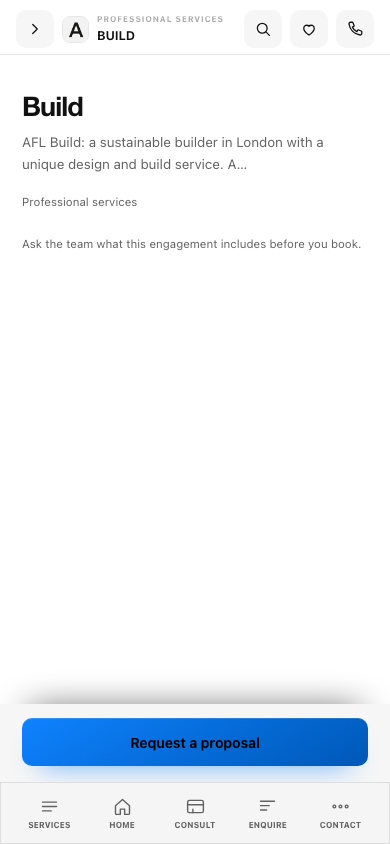 A
PROFESSIONAL SERVICES
BUILD
Build
AFL Build: a sustainable builder in London with a
unique design and build service. A...
Professional services
Ask the team what this engagement includes before you book.
Request a proposal
SERVICES
HOME
CONSULT
ENQUIRE
CONTACT